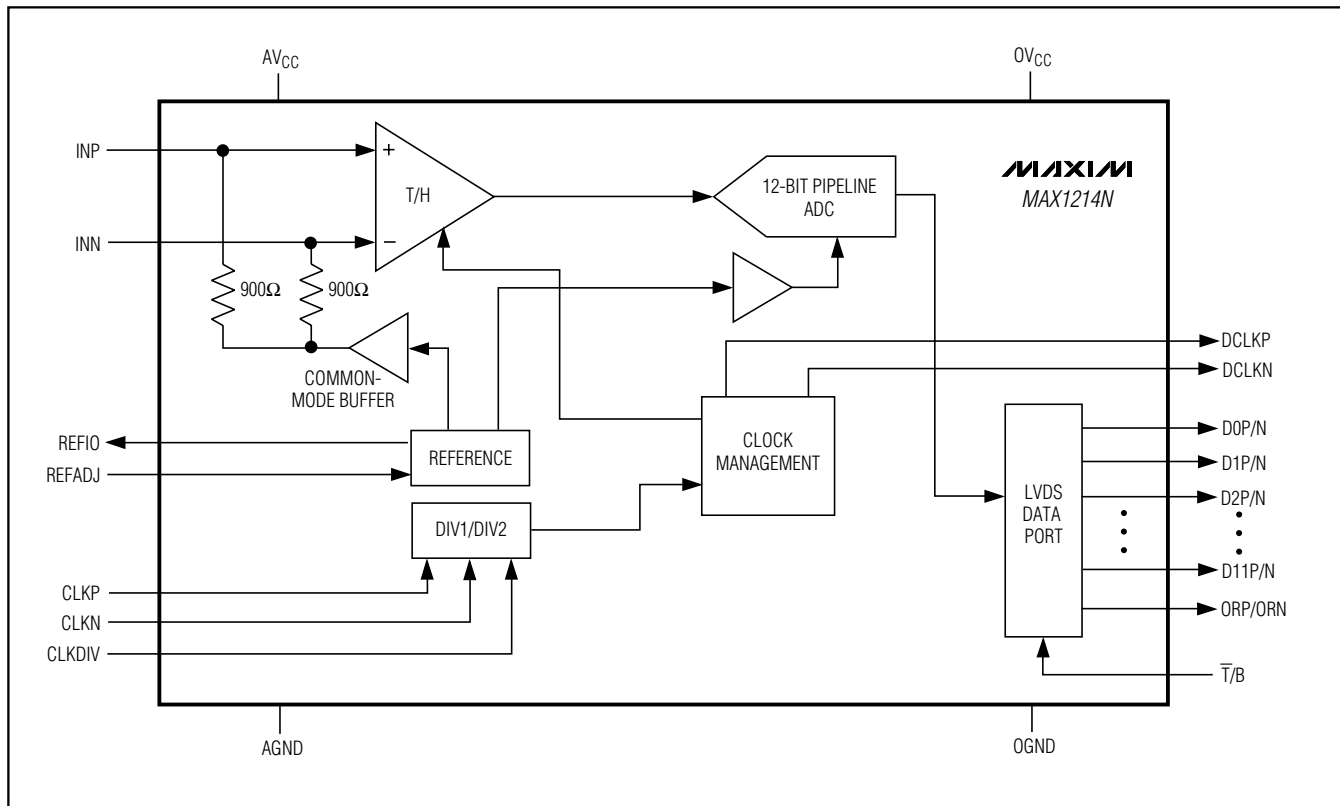 AVCC
OVCC
INP
+
T/H
12-BIT PIPELINE
ADC
MAXIM
MAX1214N
INN
−
900Ω
900Ω
COMMON-
MODE BUFFER
DCLKP
DCLKN
REFIO
REFADJ
REFERENCE
CLOCK
MANAGEMENT
DIV1/DIV2
LVDS
DATA
PORT
D0P/N
D1P/N
D2P/N
D11P/N
ORP/ORN
CLKP
CLKN
CLKDIV
T̅/B
AGND
OGND